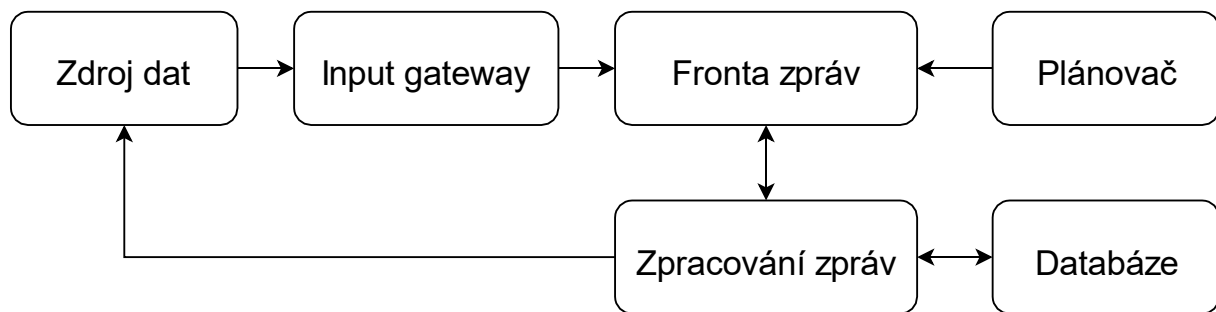 Zdroj dat
Input gateway
Fronta zpráv
Plánovač
Zpracování zpráv
Databáze